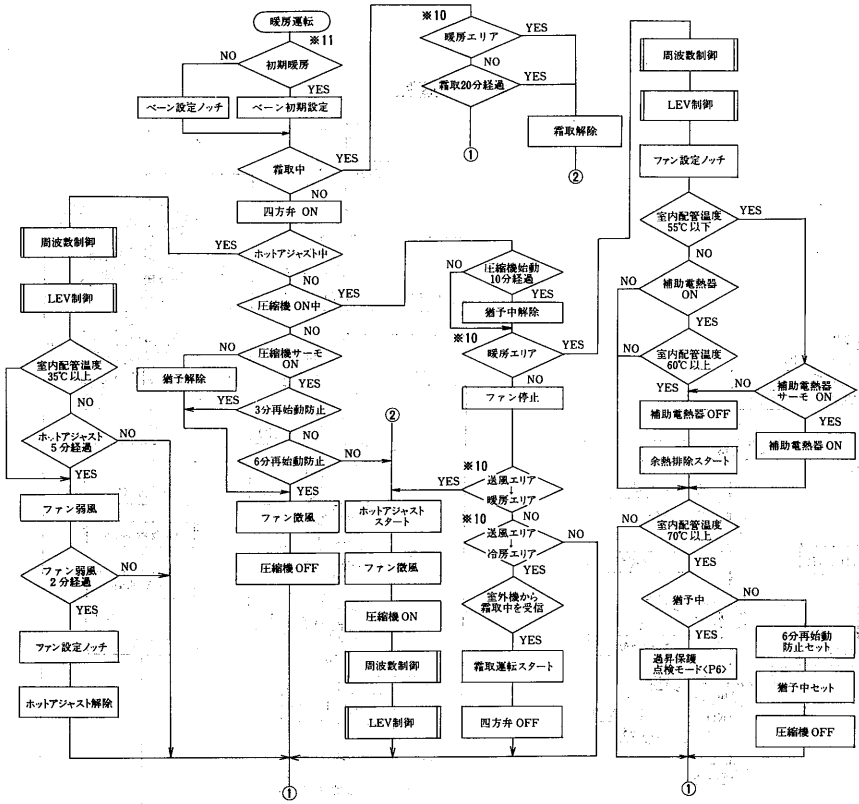 暖房運転
※11
初期暖房
NO
YES
ベーン設定ノッチ
ベーン初期設定
霜取中
YES
NO
四方弁 ON
ホットアジャスト中
YES
NO
圧縮機 ON中
YES
NO
圧縮機サーモ
ON
NO
YES
猶予解除
3分再始動防止
YES
NO
6分再始動防止
NO
YES
ファン微風
圧縮機OFF
①
周波数制御
LEV制御
室内配管温度
35℃以上
NO
ホットアジャスト
5分経過
NO
YES
ファン弱風
ファン弱風
2分経過
NO
YES
ファン設定ノッチ
ホットアジャスト解除
②
ホットアジャスト
スタート
ファン微風
圧縮機ON
周波数制御
LEV制御
※10
暖房エリア
YES
NO
霜取20分経過
YES
霜取解除
①
②
圧縮機始動
10分経過
NO
YES
猶予中解除
※10
暖房エリア
YES
NO
ファン停止
※10
送風エリア
↓
暖房エリア
YES
NO
※10
送風エリア
↓
冷房エリア
NO
YES
室外機から
霜取中を受信
YES
霜取運転スタート
四方弁OFF
周波数制御
LEV制御
ファン設定ノッチ
室内配管温度
55℃以下
YES
NO
補助電熱器
ON
NO
YES
室内配管温度
60℃以上
NO
YES
補助電熱器OFF
余熱排除スタート
補助電熱器
サーモ ON
NO
YES
補助電熱器ON
室内配管温度
70℃以上
NO
YES
猶予中
NO
YES
過昇保護
点検モード<P6>
6分再始動
防止セット
猶予中セット
圧縮機OFF
①